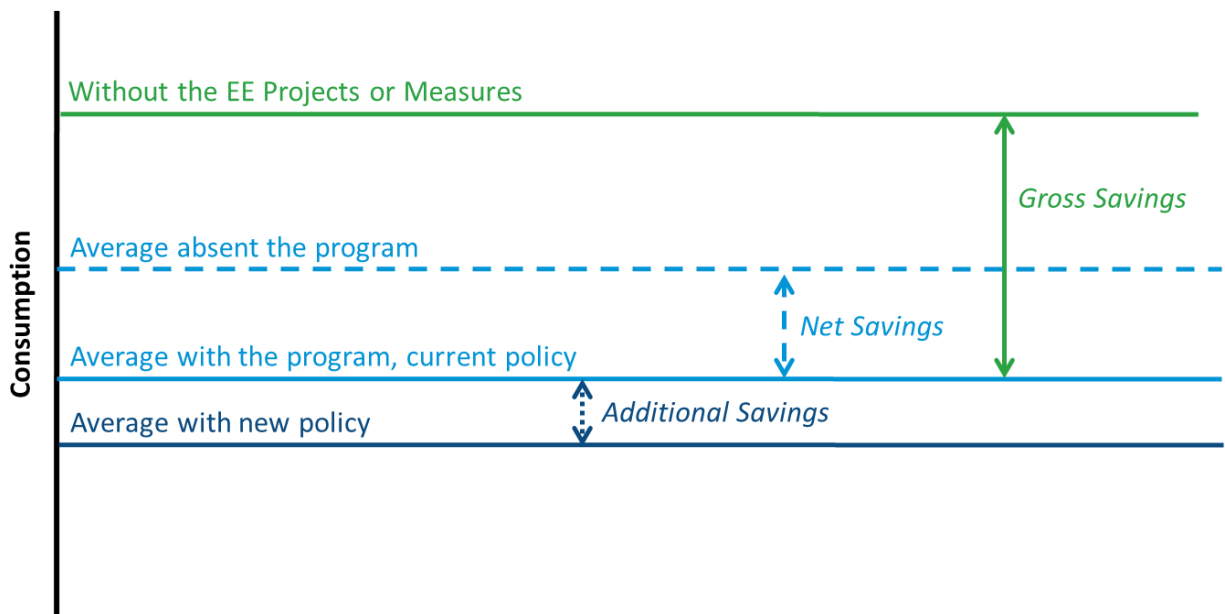 Without the EE Projects or Measures
Gross Savings
Average absent the program
Consumption
Net Savings
Average with the program, current policy
Additional Savings
Average with new policy